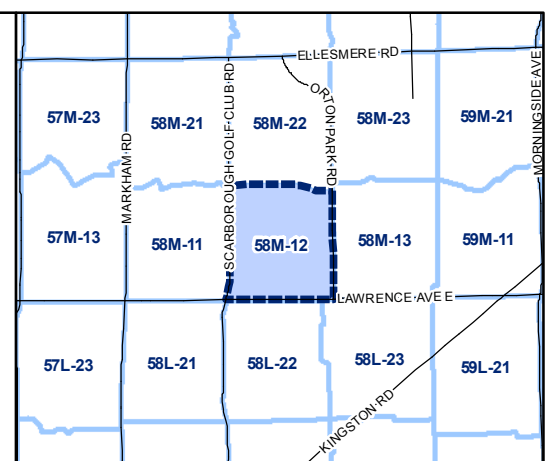 ELLESMERE RD
MORNINGSIDE AVE
SCARBOROUGH GOLF CLUB RD
ORTON PARK RD
MARKHAM RD
57M-23
58M-21
58M-22
58M-23
59M-21
57M-13
58M-11
58M-12
58M-13
59M-11
LAWRENCE AVE E
57L-23
58L-21
58L-22
58L-23
59L-21
KINGSTON RD